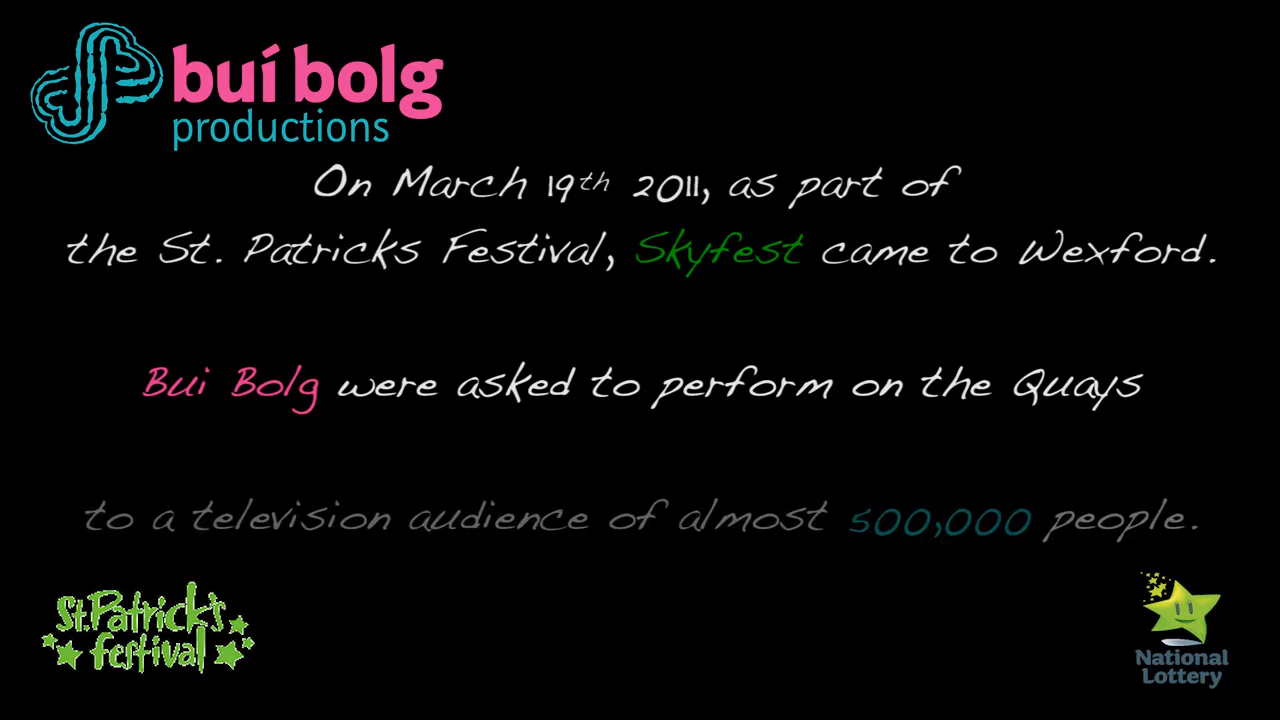 buí bolg
productions
On March 19th 2011, as part of
the St. Patricks Festival, Skyfest came to Wexford.
Bui Bolg were asked to perform on the Quays
to a television audience of almost 500,000 people.
St. Patrick's
festival
National
Lottery